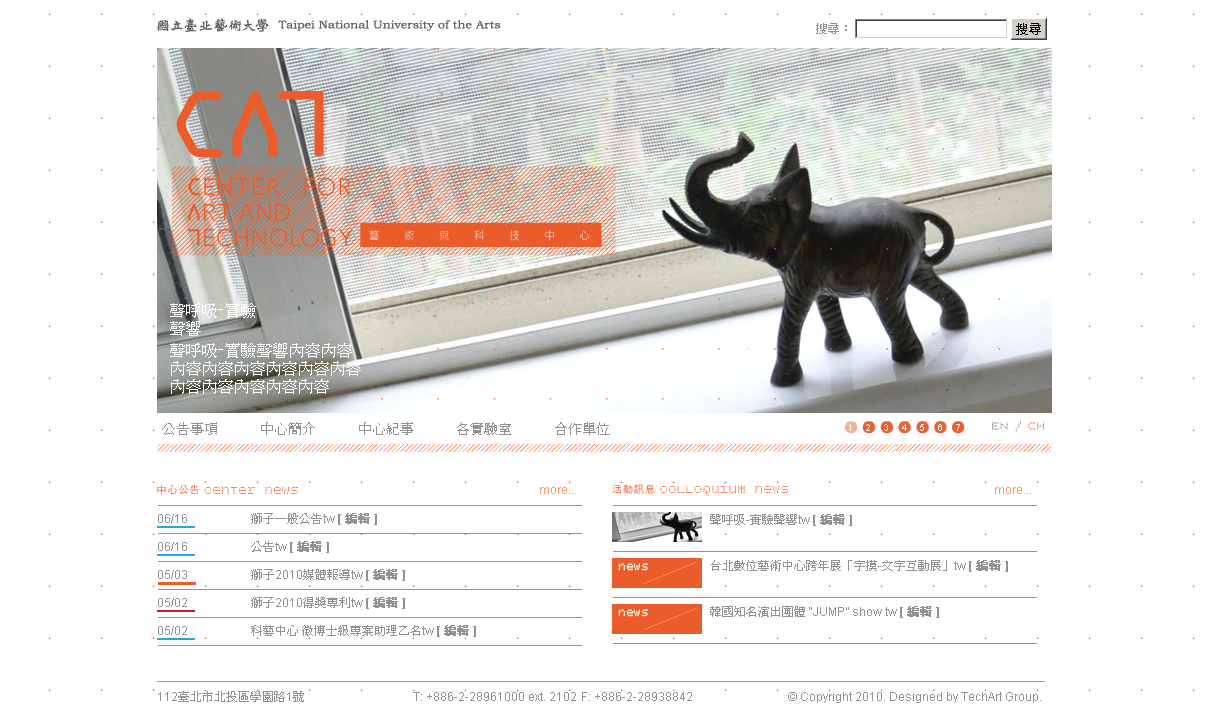 國立臺北藝術大學 Taipei National University of the Arts
搜尋： 搜尋
CAT
CENTER FOR
ART AND
TECHNOLOGY
藝術與科技中心
聲呼吸-實驗
聲響
聲呼吸-實驗聲響內容內容
內容內容內容內容內容內容
內容內容內容內容內容
公告事項 中心簡介 中心紀事 各實驗室 合作單位
1 2 3 4 5 6 7 EN / CH
中心公告 center news more...
06/16 獅子一般公告tw [ 編輯 ]
06/16 公告tw [ 編輯 ]
05/03 獅子2010媒體報導tw [ 編輯 ]
05/02 獅子2010得獎專利tw [ 編輯 ]
05/02 科藝中心 徵博士級專案助理乙名tw [ 編輯 ]
活動訊息 colloquium news more...
聲呼吸-實驗聲響tw [ 編輯 ]
news 台北數位藝術中心跨年展「字摸-文字互動展」tw [ 編輯 ]
news 韓國知名演出團體 "JUMP" show tw [ 編輯 ]
112臺北市北投區學園路1號 T: +886-2-28961000 ext. 2102 F: +886-2-28938842 © Copyright 2010. Designed by TechArt Group.